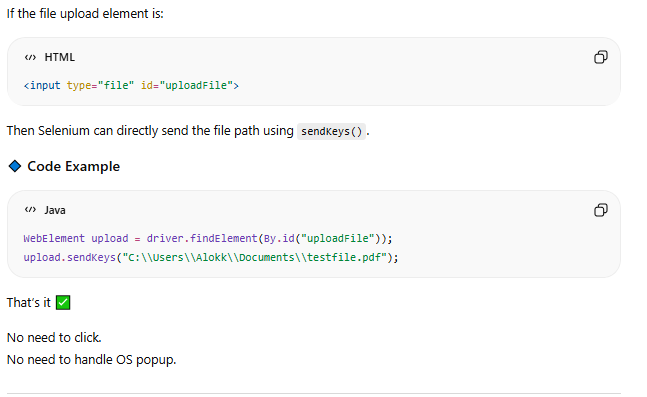 If the file upload element is:
</> HTML
<input type="file" id="uploadFile">
Then Selenium can directly send the file path using sendKeys().
🔷 Code Example
</> Java
WebElement upload = driver.findElement(By.id("uploadFile"));
upload.sendKeys("C:\\Users\\Alokk\\Documents\\testfile.pdf");
That's it ✅
No need to click.
No need to handle OS popup.